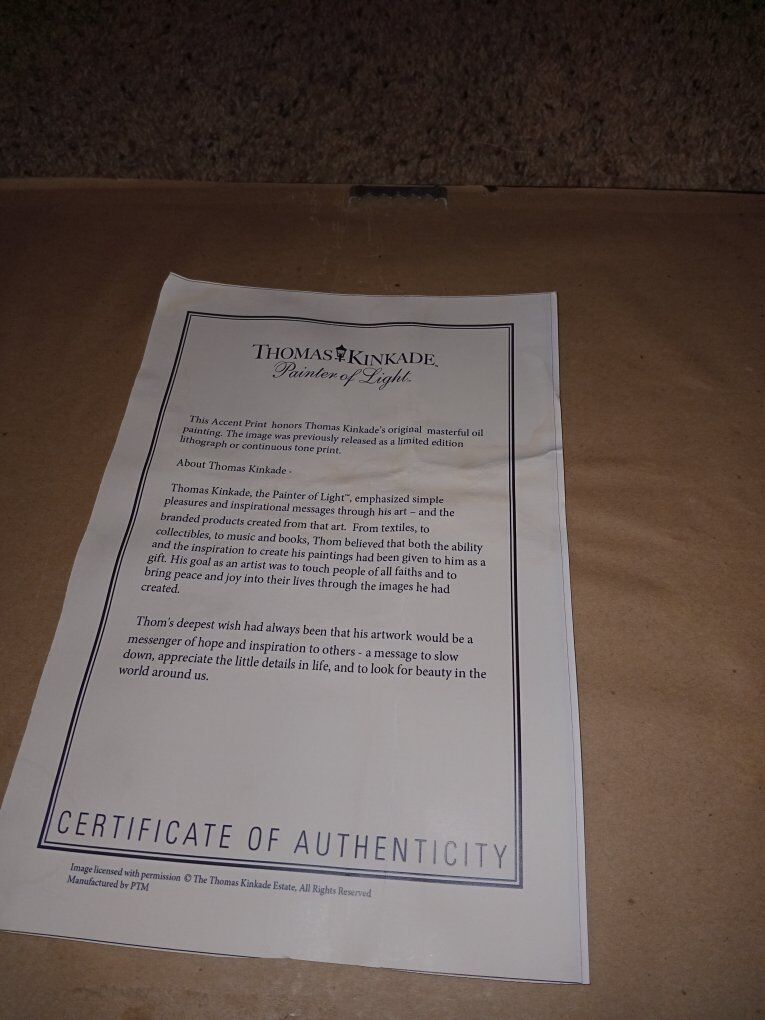 THOMAS KINKADE™
Painter of Light™
This Accent Print honors Thomas Kinkade's original masterful oil
painting. The image was previously released as a limited edition
lithograph or continuous tone print.
About Thomas Kinkade -
Thomas Kinkade, the Painter of Light™, emphasized simple
pleasures and inspirational messages through his art – and the
branded products created from that art. From textiles, to
collectibles, to music and books, Thom believed that both the ability
and the inspiration to create his paintings had been given to him as a
gift. His goal as an artist was to touch people of all faiths and to
bring peace and joy into their lives through the images he had
created.
Thom's deepest wish had always been that his artwork would be a
messenger of hope and inspiration to others - a message to slow
down, appreciate the little details in life, and to look for beauty in the
world around us.
CERTIFICATE OF AUTHENTICITY
Image licensed with permission © The Thomas Kinkade Estate, All Rights Reserved
Manufactured by PTM